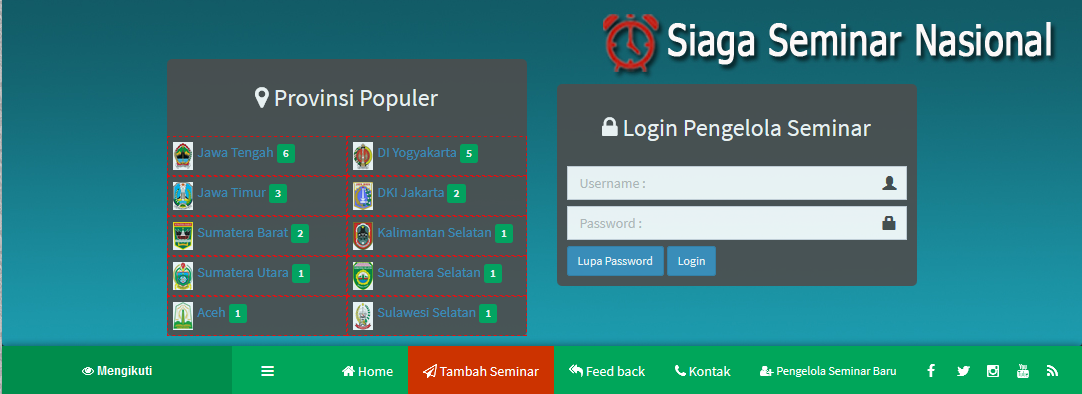 Siaga Seminar Nasional
Provinsi Populer
Jawa Tengah 6
DI Yogyakarta 5
Jawa Timur 3
DKI Jakarta 2
Sumatera Barat 2
Kalimantan Selatan 1
Sumatera Utara 1
Sumatera Selatan 1
Aceh 1
Sulawesi Selatan 1
Login Pengelola Seminar
Username :
Password :
Lupa Password
Login
Mengikuti
Home
Tambah Seminar
Feed back
Kontak
Pengelola Seminar Baru